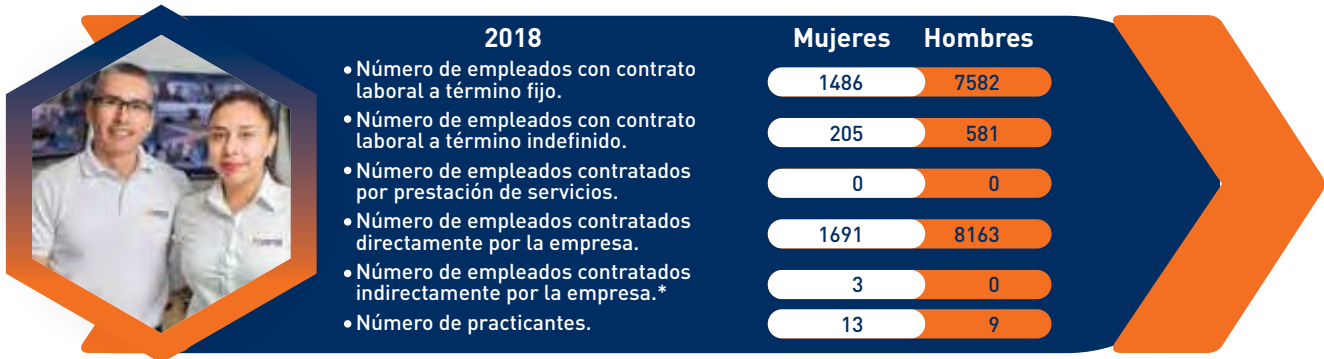 2018 Mujeres Hombres
•Número de empleados con contrato
laboral a término fijo.
1486 7582
•Número de empleados con contrato
laboral a término indefinido.
205 581
•Número de empleados contratados
por prestación de servicios.
0 0
•Número de empleados contratados
directamente por la empresa.
1691 8163
•Número de empleados contratados
indirectamente por la empresa.*
3 0
•Número de practicantes.
13 9